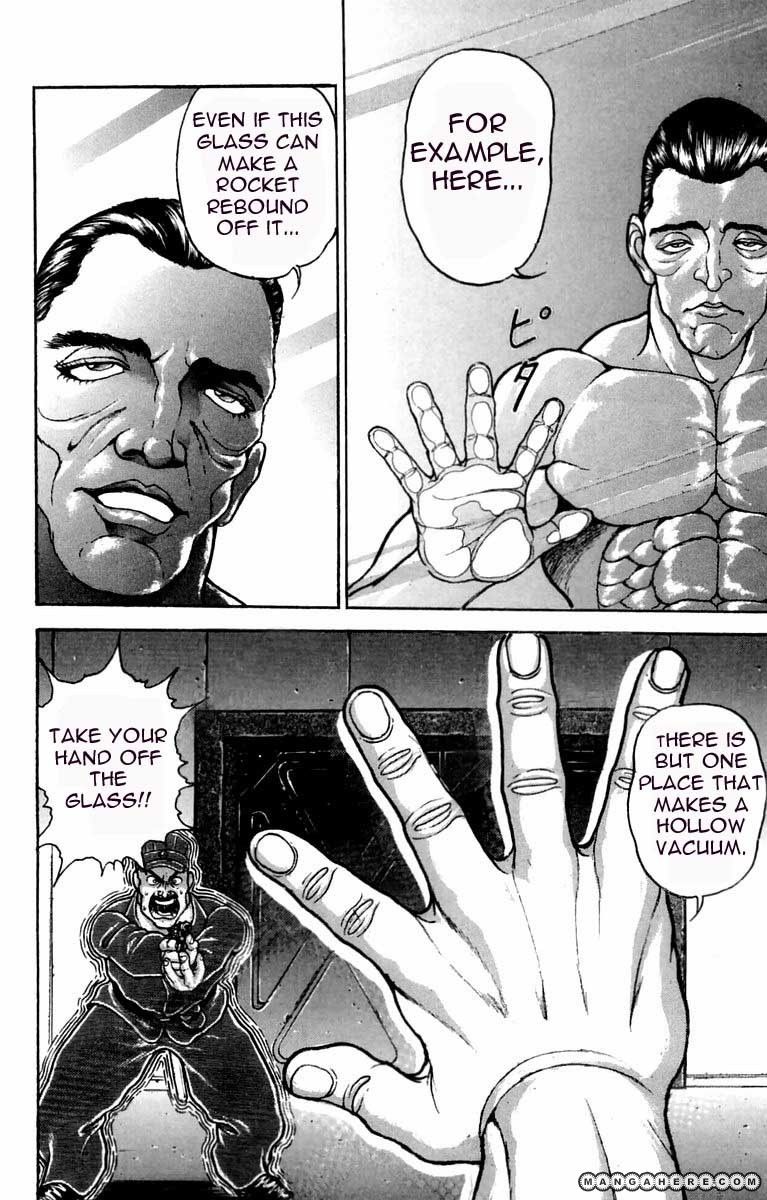 FOR
EXAMPLE,
HERE...
ピタ
EVEN IF THIS
GLASS CAN
MAKE A
ROCKET
REBOUND
OFF IT...
THERE IS
BUT ONE
PLACE THAT
MAKES A
HOLLOW
VACUUM.
TAKE YOUR
HAND OFF
THE
GLASS!!
MANGAHERE.COM